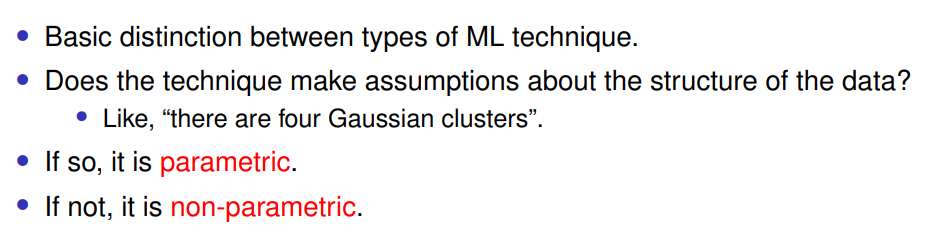 • Basic distinction between types of ML technique.
• Does the technique make assumptions about the structure of the data?
• Like, “there are four Gaussian clusters”.
• If so, it is parametric.
• If not, it is non-parametric.